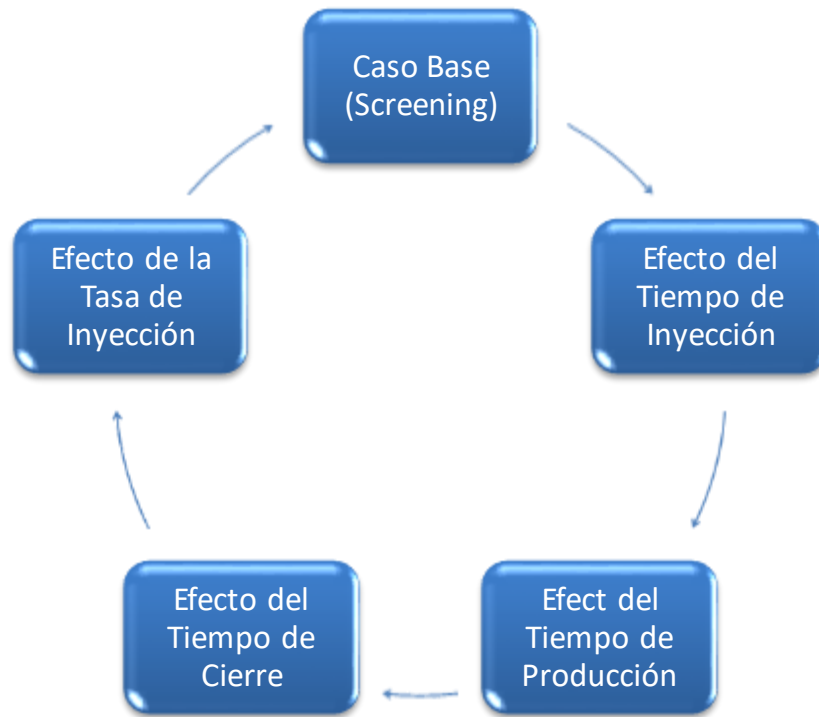 Caso Base
(Screening)
Efecto del
Tiempo de
Inyección
Efect del
Tiempo de
Producción
Efecto del
Tiempo de
Cierre
Efecto de la
Tasa de
Inyección